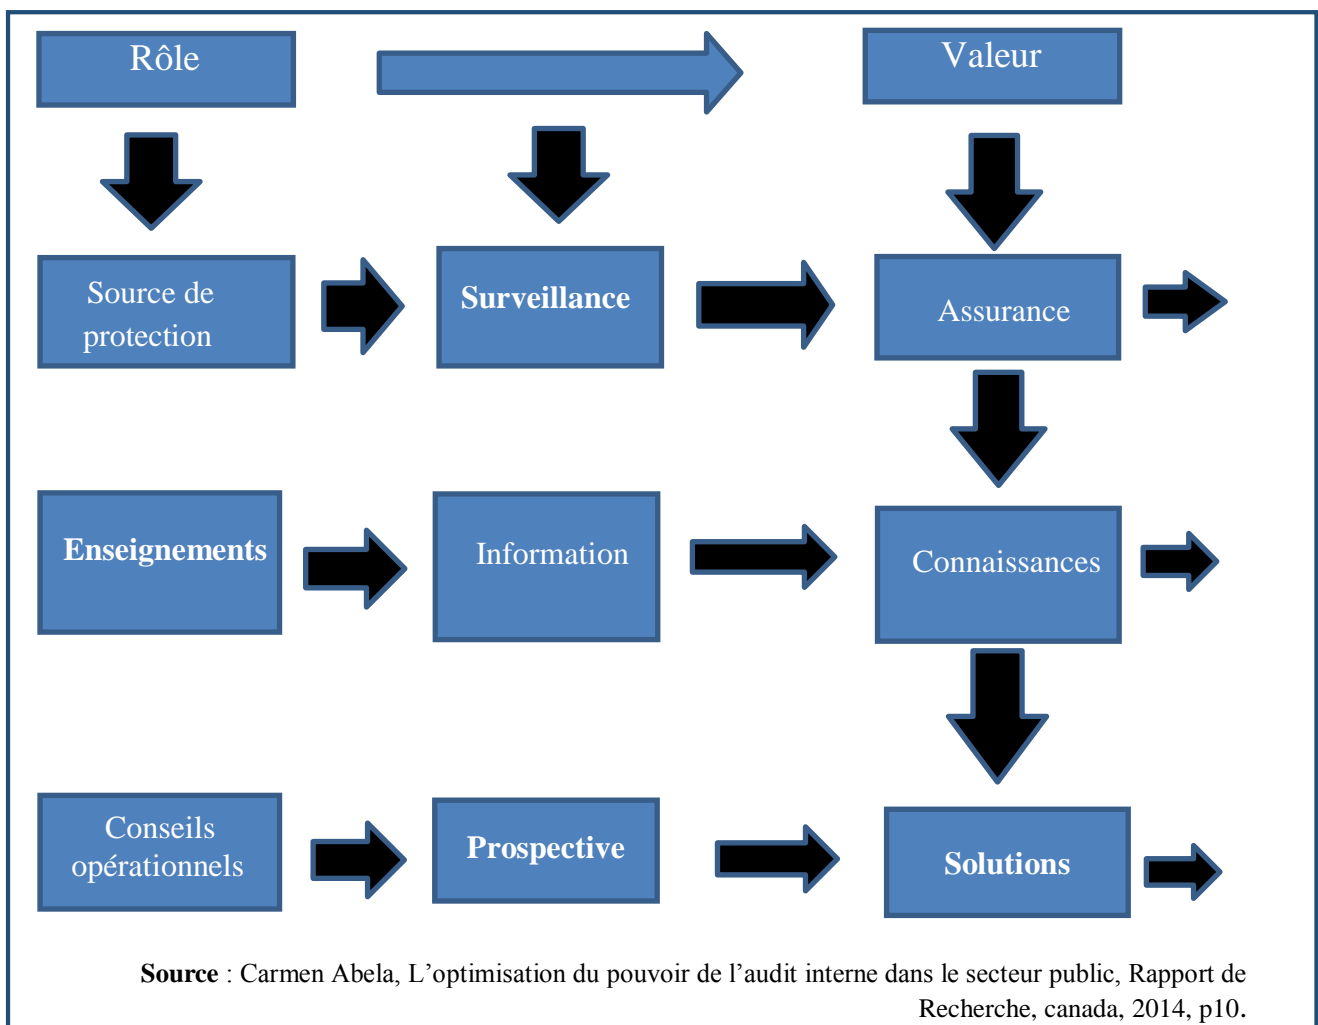 Rôle
Valeur
Source de
protection
Surveillance
Assurance
Enseignements
Information
Connaissances
Conseils
opérationnels
Prospective
Solutions
Source : Carmen Abela, L’optimisation du pouvoir de l’audit interne dans le secteur public, Rapport de
Recherche, canada, 2014, p10.